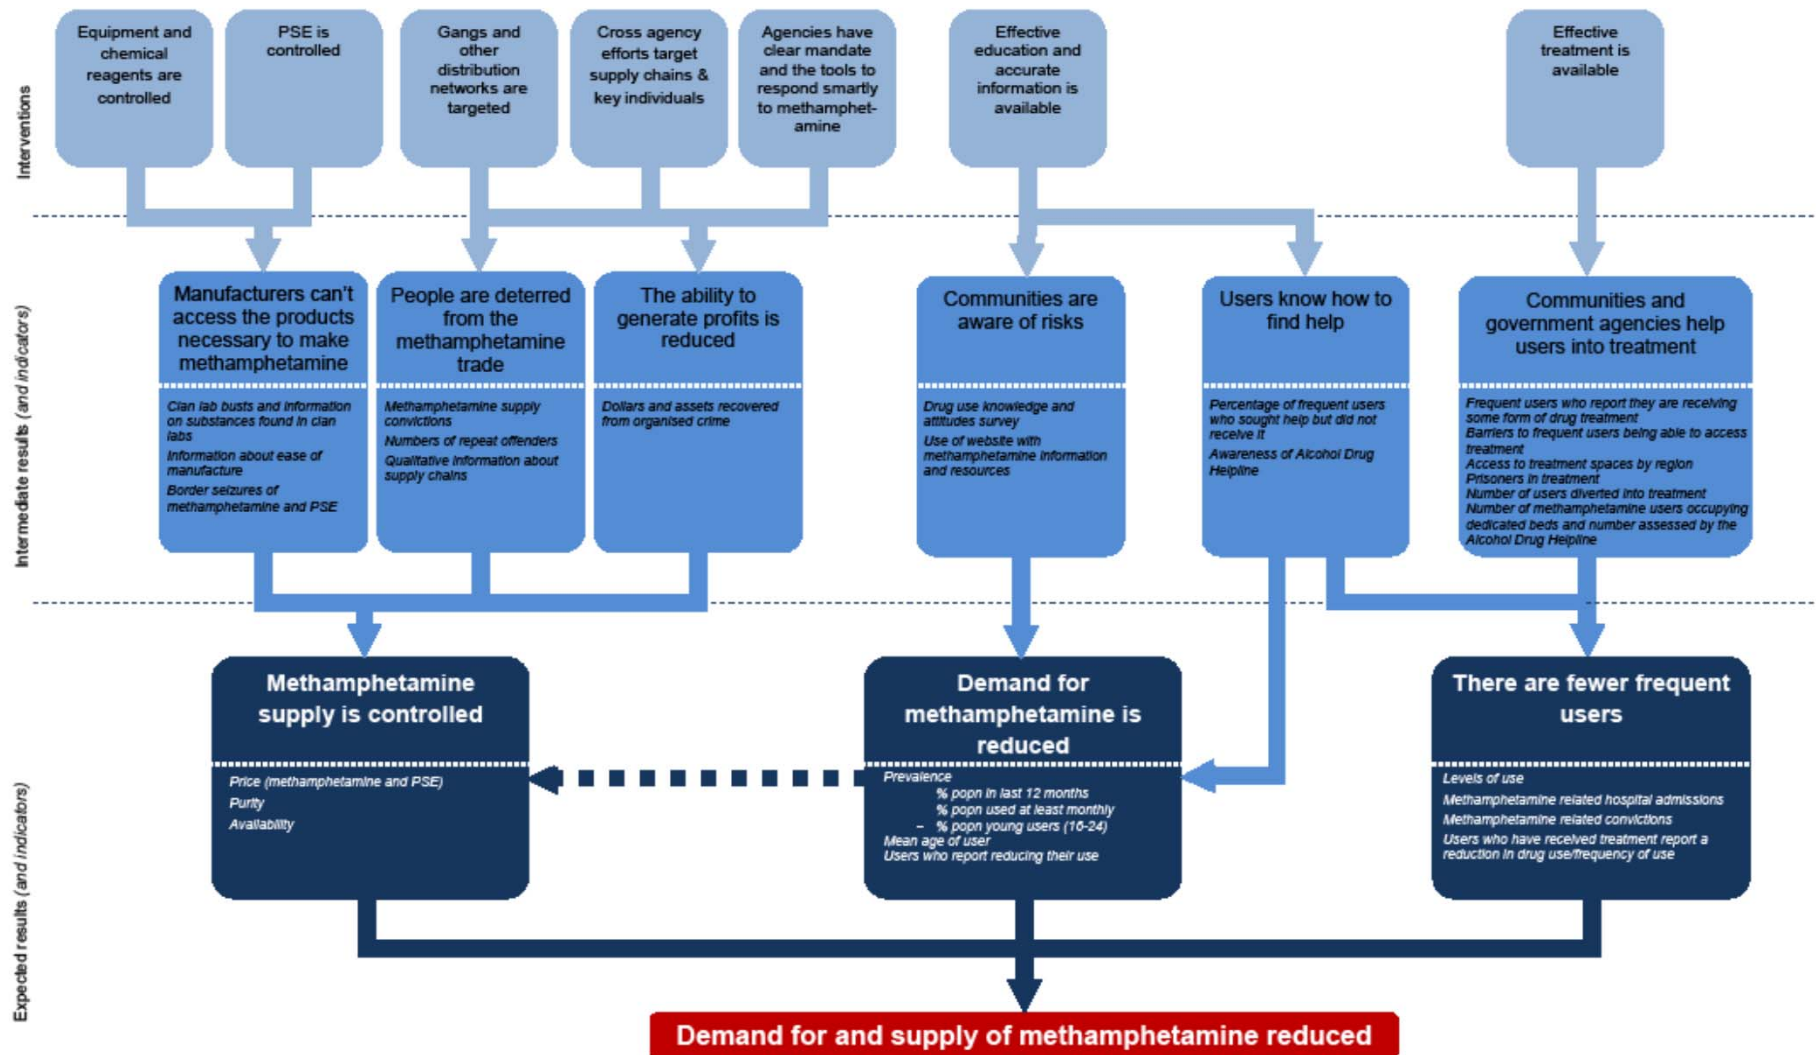 Interventions
Equipment and
chemical
reagents are
controlled
PSE is
controlled
Gangs and
other
distribution
networks are
targeted
Cross agency
efforts target
supply chains &
key individuals
Agencies have
clear mandate
and the tools to
respond smartly
to methamphet-
amine
Effective
education and
accurate
information is
available
Effective
treatment is
available
Intermediate results (and indicators)
Manufacturers can't
access the products
necessary to make
methamphetamine
Clan lab busts and information
on substances found in clan
labs
Information about ease of
manufacture
Border seizures of
methamphetamine and PSE
People are deterred
from the
methamphetamine
trade
Methamphetamine supply
convictions
Numbers of repeat offenders
Qualitative information about
supply chains
The ability to
generate profits is
reduced
Dollars and assets recovered
from organised crime
Communities are
aware of risks
Drug use knowledge and
attitudes survey
Use of website with
methamphetamine information
and resources
Users know how to
find help
Percentage of frequent users
who sought help but did not
receive it
Awareness of Alcohol Drug
Helpline
Communities and
government agencies help
users into treatment
Frequent users who report they are receiving
some form of drug treatment
Barriers to frequent users being able to access
treatment
Access to treatment spaces by region
Prisoners in treatment
Number of users diverted into treatment
Number of methamphetamine users occupying
dedicated beds and number assessed by the
Alcohol Drug Helpline
Expected results (and indicators)
Methamphetamine
supply is controlled
Price (methamphetamine and PSE)
Purity
Availability
Demand for
methamphetamine is
reduced
Prevalence
% popn in last 12 months
% popn used at least monthly
– % popn young users (16-24)
Mean age of user
Users who report reducing their use
There are fewer frequent
users
Levels of use
Methamphetamine related hospital admissions
Methamphetamine related convictions
Users who have received treatment report a
reduction in drug use/frequency of use
Demand for and supply of methamphetamine reduced